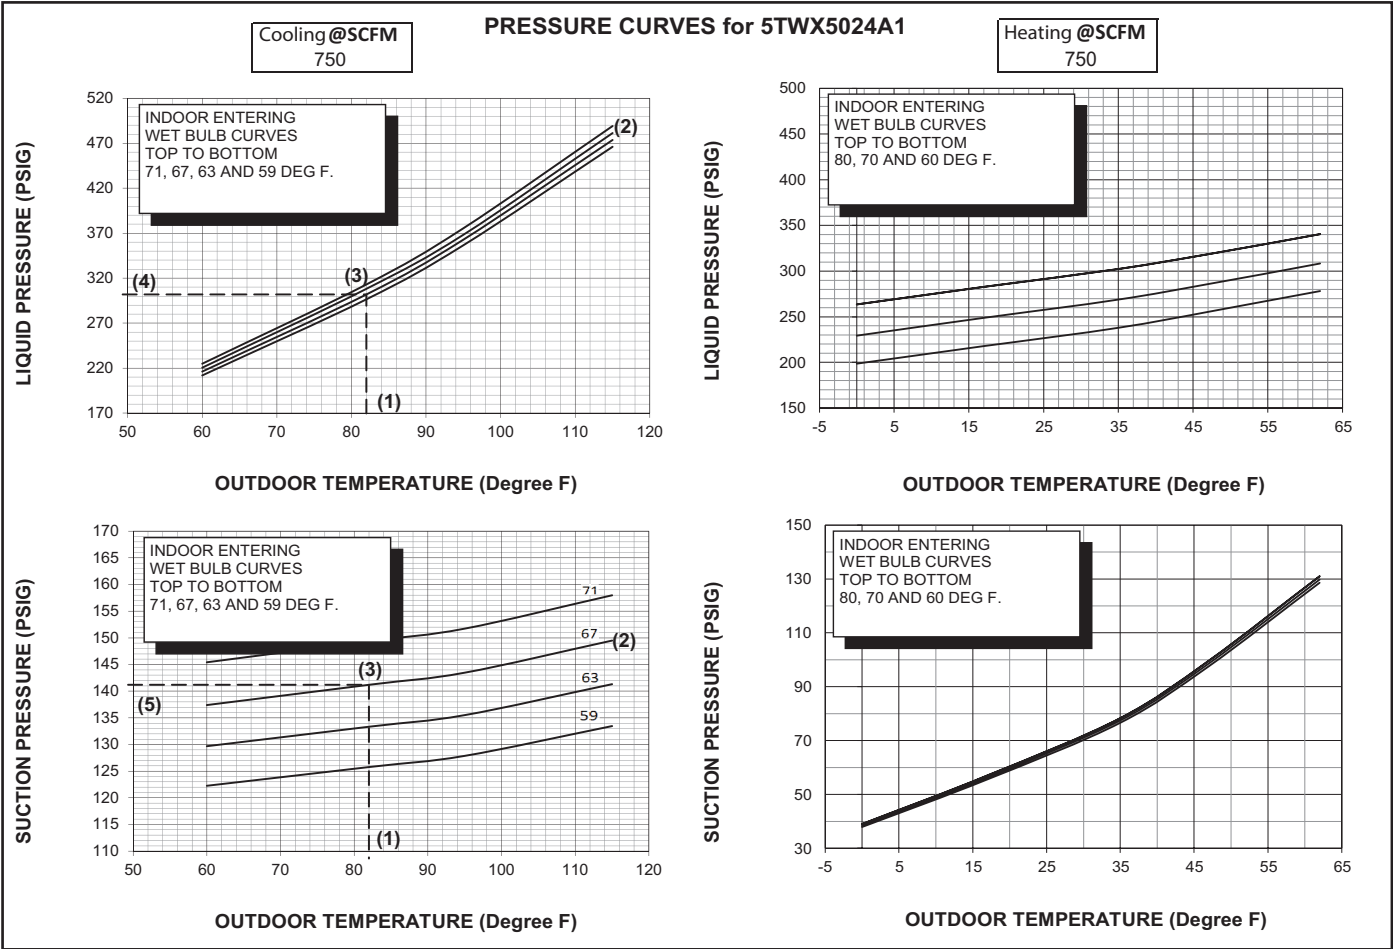 PRESSURE CURVES for 5TWX5024A1
Cooling @SCFM
750
Heating @SCFM
750
LIQUID PRESSURE (PSIG)
520
470
420
370
320
270
220
170
INDOOR ENTERING
WET BULB CURVES
TOP TO BOTTOM
71, 67, 63 AND 59 DEG F.
(2)
(3)
(4)
(1)
50 60 70 80 90 100 110 120
OUTDOOR TEMPERATURE (Degree F)
LIQUID PRESSURE (PSIG)
500
450
400
350
300
250
200
150
INDOOR ENTERING
WET BULB CURVES
TOP TO BOTTOM
80, 70 AND 60 DEG F.
-5 5 15 25 35 45 55 65
OUTDOOR TEMPERATURE (Degree F)
SUCTION PRESSURE (PSIG)
170
165
160
155
150
145
140
135
130
125
120
115
110
INDOOR ENTERING
WET BULB CURVES
TOP TO BOTTOM
71, 67, 63 AND 59 DEG F.
71
67
(2)
(3)
63
(5)
59
(1)
50 60 70 80 90 100 110 120
OUTDOOR TEMPERATURE (Degree F)
SUCTION PRESSURE (PSIG)
150
130
110
90
70
50
30
INDOOR ENTERING
WET BULB CURVES
TOP TO BOTTOM
80, 70 AND 60 DEG F.
-5 5 15 25 35 45 55 65
OUTDOOR TEMPERATURE (Degree F)